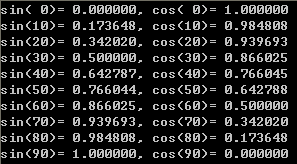 sin( 0)= 0.000000, cos( 0)= 1.000000
sin(10)= 0.173648, cos(10)= 0.984808
sin(20)= 0.342020, cos(20)= 0.939693
sin(30)= 0.500000, cos(30)= 0.866025
sin(40)= 0.642787, cos(40)= 0.766045
sin(50)= 0.766044, cos(50)= 0.642788
sin(60)= 0.866025, cos(60)= 0.500000
sin(70)= 0.939693, cos(70)= 0.342020
sin(80)= 0.984808, cos(80)= 0.173648
sin(90)= 1.000000, cos(90)= 0.000000